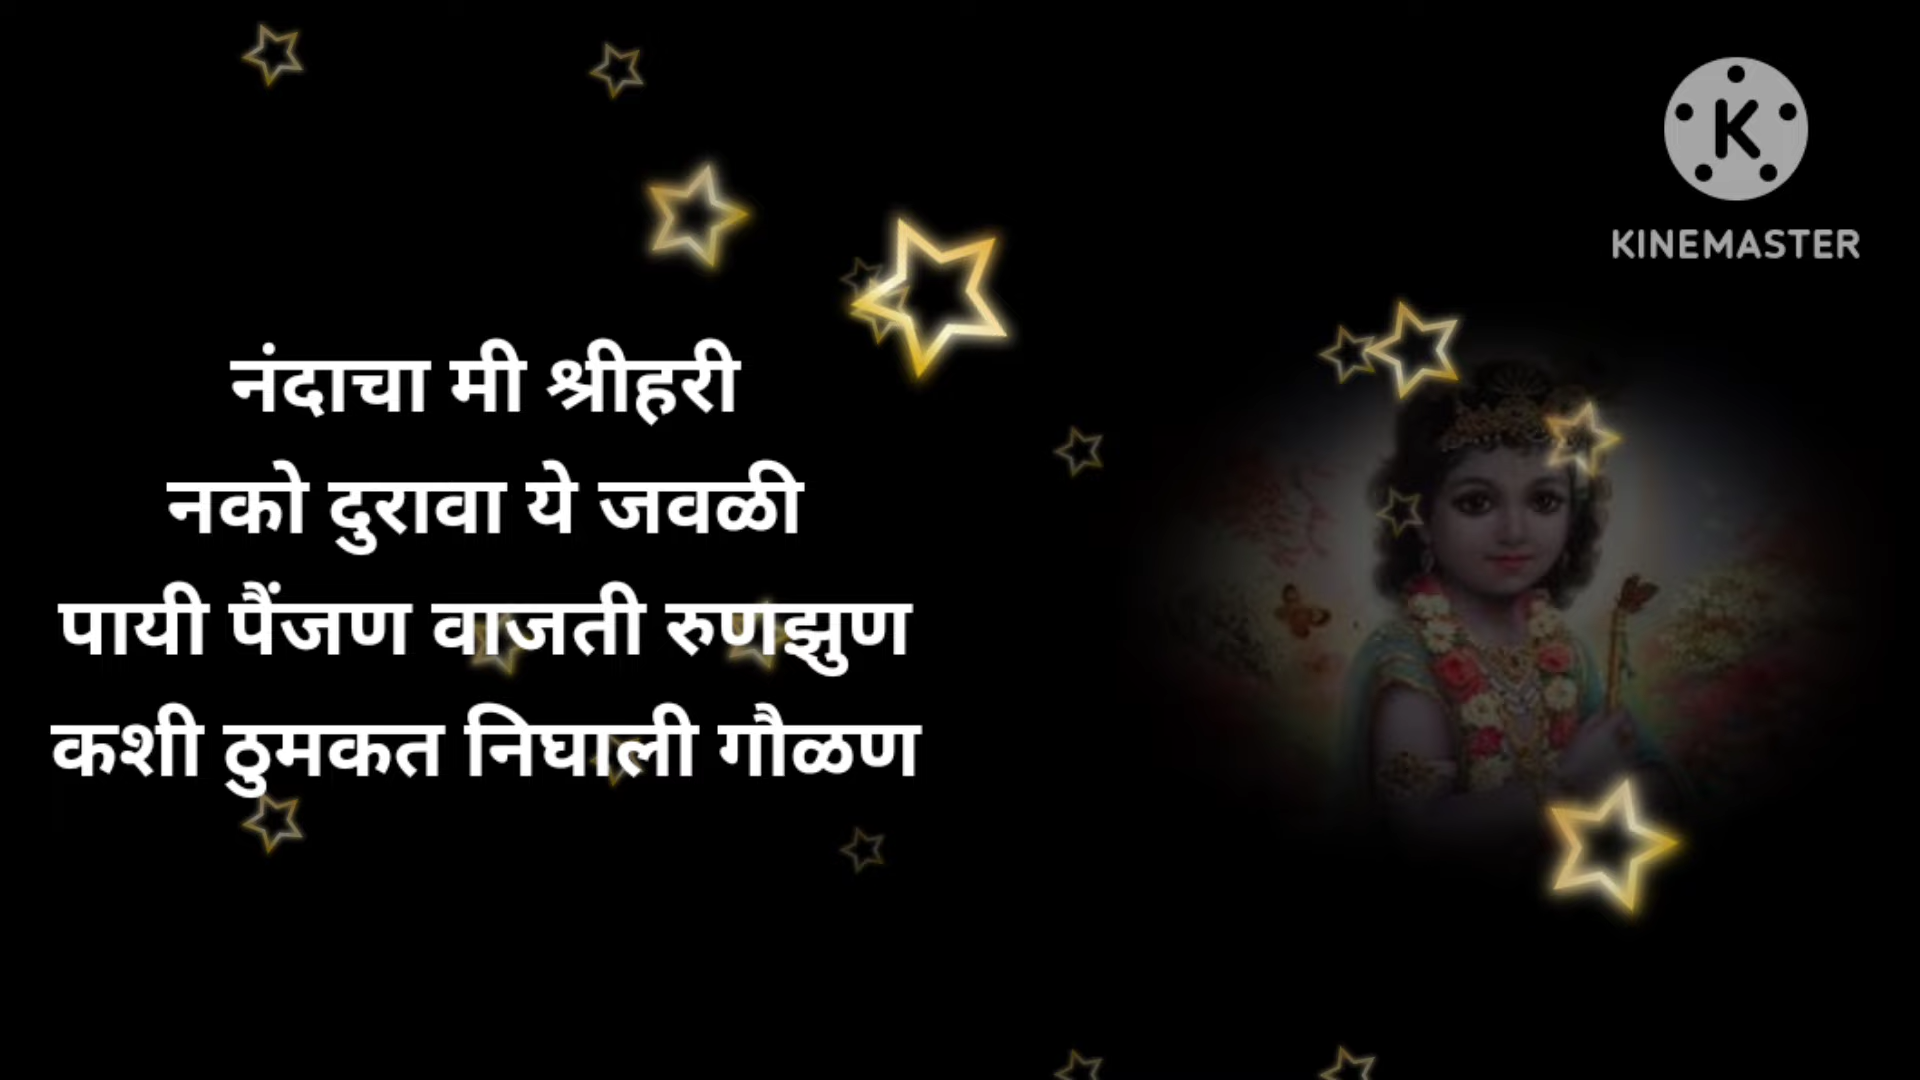 KINEMASTER
नंदाचा मी श्रीहरी
नको दुरावा ये जवळी
पायी पैंजण वाजती रुणझुण
कशी ठुमकत निघाली गौळण